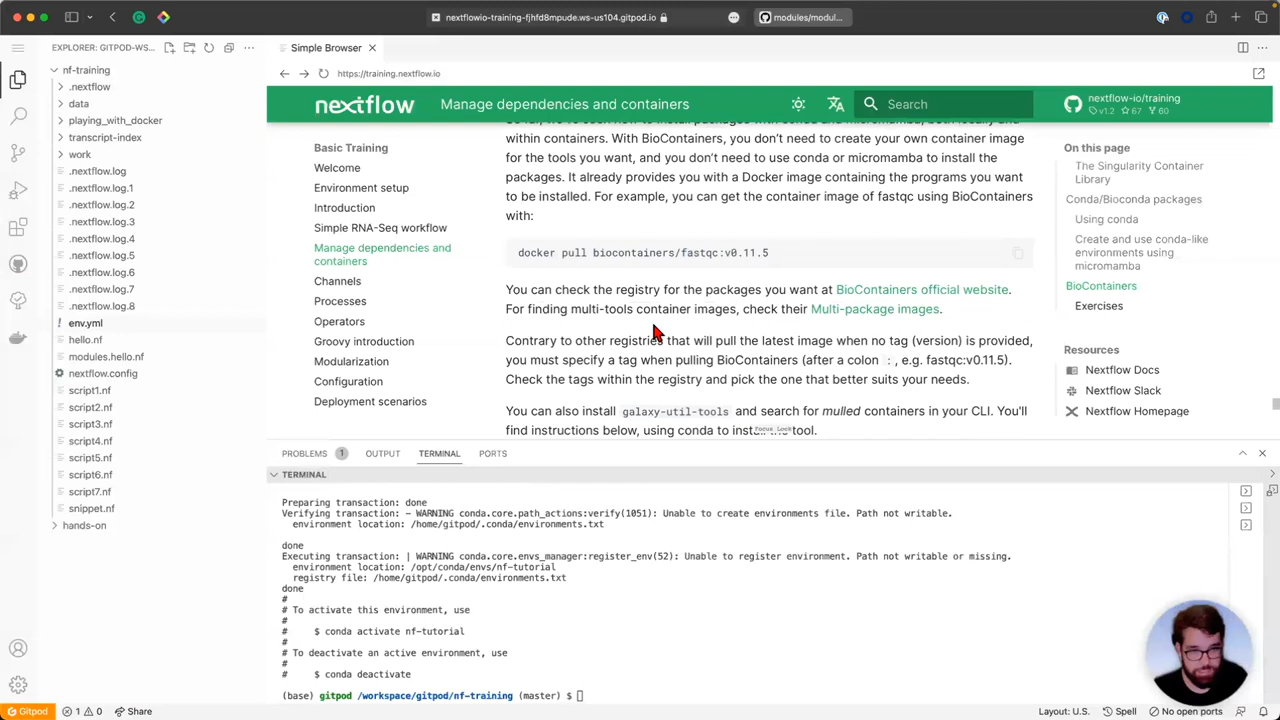 nextflowio-training-fjhfd8mpude.ws-us104.gitpod.io
modules/modul...
EXPLORER: GITPOD-WS...
nf-training
.nextflow
data
playing_with_docker
transcript-index
work
.nextflow.log
.nextflow.log.1
.nextflow.log.2
.nextflow.log.3
.nextflow.log.4
.nextflow.log.5
.nextflow.log.6
.nextflow.log.7
.nextflow.log.8
env.yml
hello.nf
modules.hello.nf
nextflow.config
script1.nf
script2.nf
script3.nf
script4.nf
script5.nf
script6.nf
script7.nf
snippet.nf
hands-on
Simple Browser
https://training.nextflow.io
nextflow
Manage dependencies and containers
Search
nextflow-io/training
v1.2 67 60
Basic Training
Welcome
Environment setup
Introduction
Simple RNA-Seq workflow
Manage dependencies and
containers
Channels
Processes
Operators
Groovy introduction
Modularization
Configuration
Deployment scenarios
within containers. With BioContainers, you don't need to create your own container image
for the tools you want, and you don't need to use conda or micromamba to install the
packages. It already provides you with a Docker image containing the programs you want
to be installed. For example, you can get the container image of fastqc using BioContainers
with:
docker pull biocontainers/fastqc:v0.11.5
You can check the registry for the packages you want at BioContainers official website.
For finding multi-tools container images, check their Multi-package images.
Contrary to other registries that will pull the latest image when no tag (version) is provided,
you must specify a tag when pulling BioContainers (after a colon :, e.g. fastqc:v0.11.5).
Check the tags within the registry and pick the one that better suits your needs.
You can also install galaxy-util-tools and search for mulled containers in your CLI. You'll
find instructions below, using conda to install the tool.
Focus Lock
On this page
The Singularity Container
Library
Conda/Bioconda packages
Using conda
Create and use conda-like
environments using
micromamba
BioContainers
Exercises
Resources
Nextflow Docs
Nextflow Slack
Nextflow Homepage
PROBLEMS 1 OUTPUT TERMINAL PORTS
TERMINAL
Preparing transaction: done
Verifying transaction: - WARNING conda.core.path_actions:verify(1051): Unable to create environments file. Path not writable.
environment location: /home/gitpod/.conda/environments.txt
done
Executing transaction: | WARNING conda.core.envs_manager:register_env(52): Unable to register environment. Path not writable or missing.
environment location: /opt/conda/envs/nf-tutorial
registry file: /home/gitpod/.conda/environments.txt
done
#
# To activate this environment, use
#
# $ conda activate nf-tutorial
#
# To deactivate an active environment, use
#
# $ conda deactivate
(base) gitpod /workspace/gitpod/nf-training (master) $
Gitpod 1 0 Share
Layout: U.S. Spell No open ports